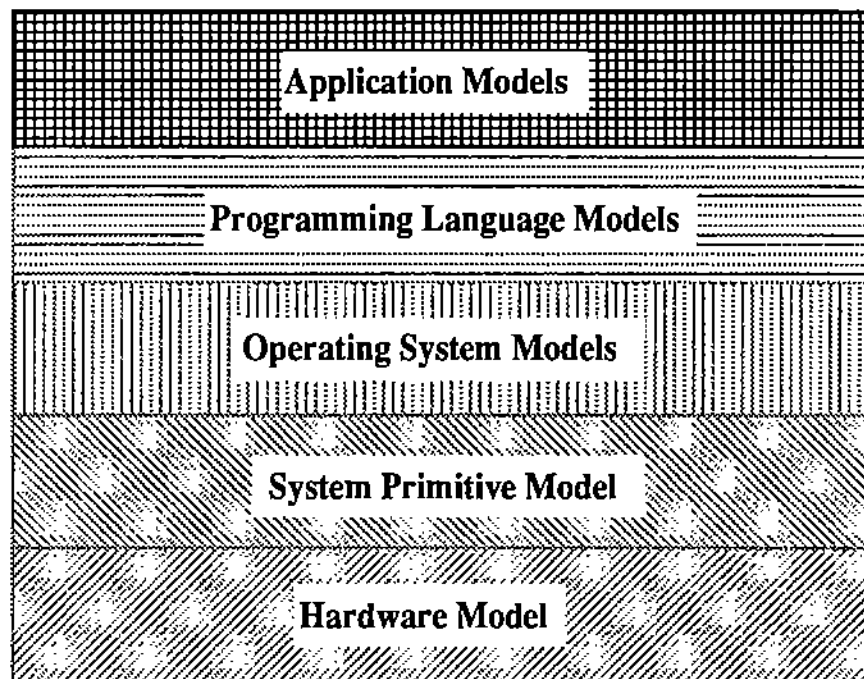 Application Models
Programming Language Models
Operating System Models
System Primitive Model
Hardware Model